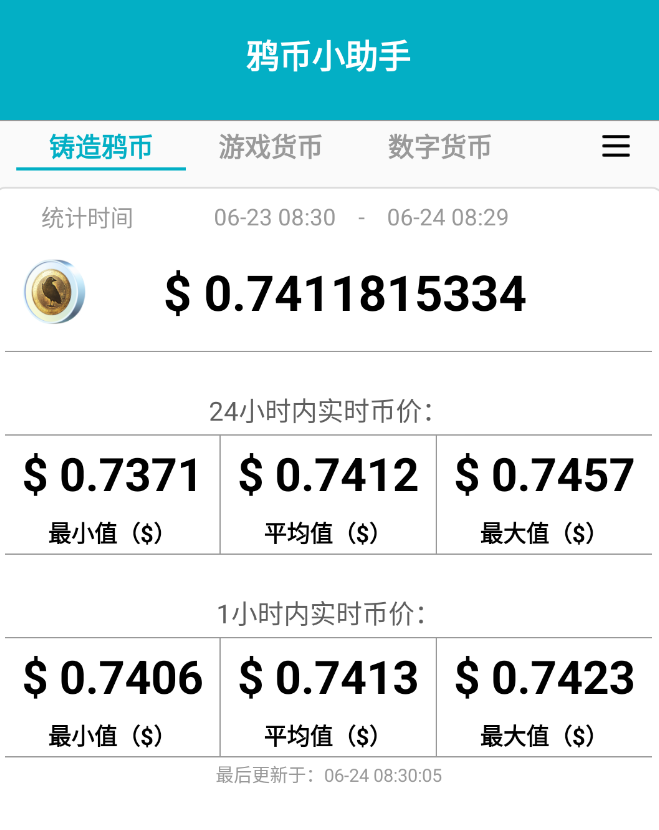 鸦币小助手
铸造鸦币 游戏货币 数字货币
统计时间 06-23 08:30 - 06-24 08:29
$ 0.7411815334
24小时内实时币价：
$ 0.7371 $ 0.7412 $ 0.7457
最小值（$） 平均值（$） 最大值（$）
1小时内实时币价：
$ 0.7406 $ 0.7413 $ 0.7423
最小值（$） 平均值（$） 最大值（$）
最后更新于：06-24 08:30:05